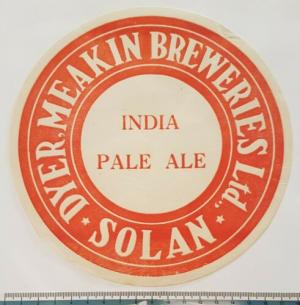 DYER, MEAKIN BREWERIES Ltd.,
INDIA
PALE ALE
SOLAN